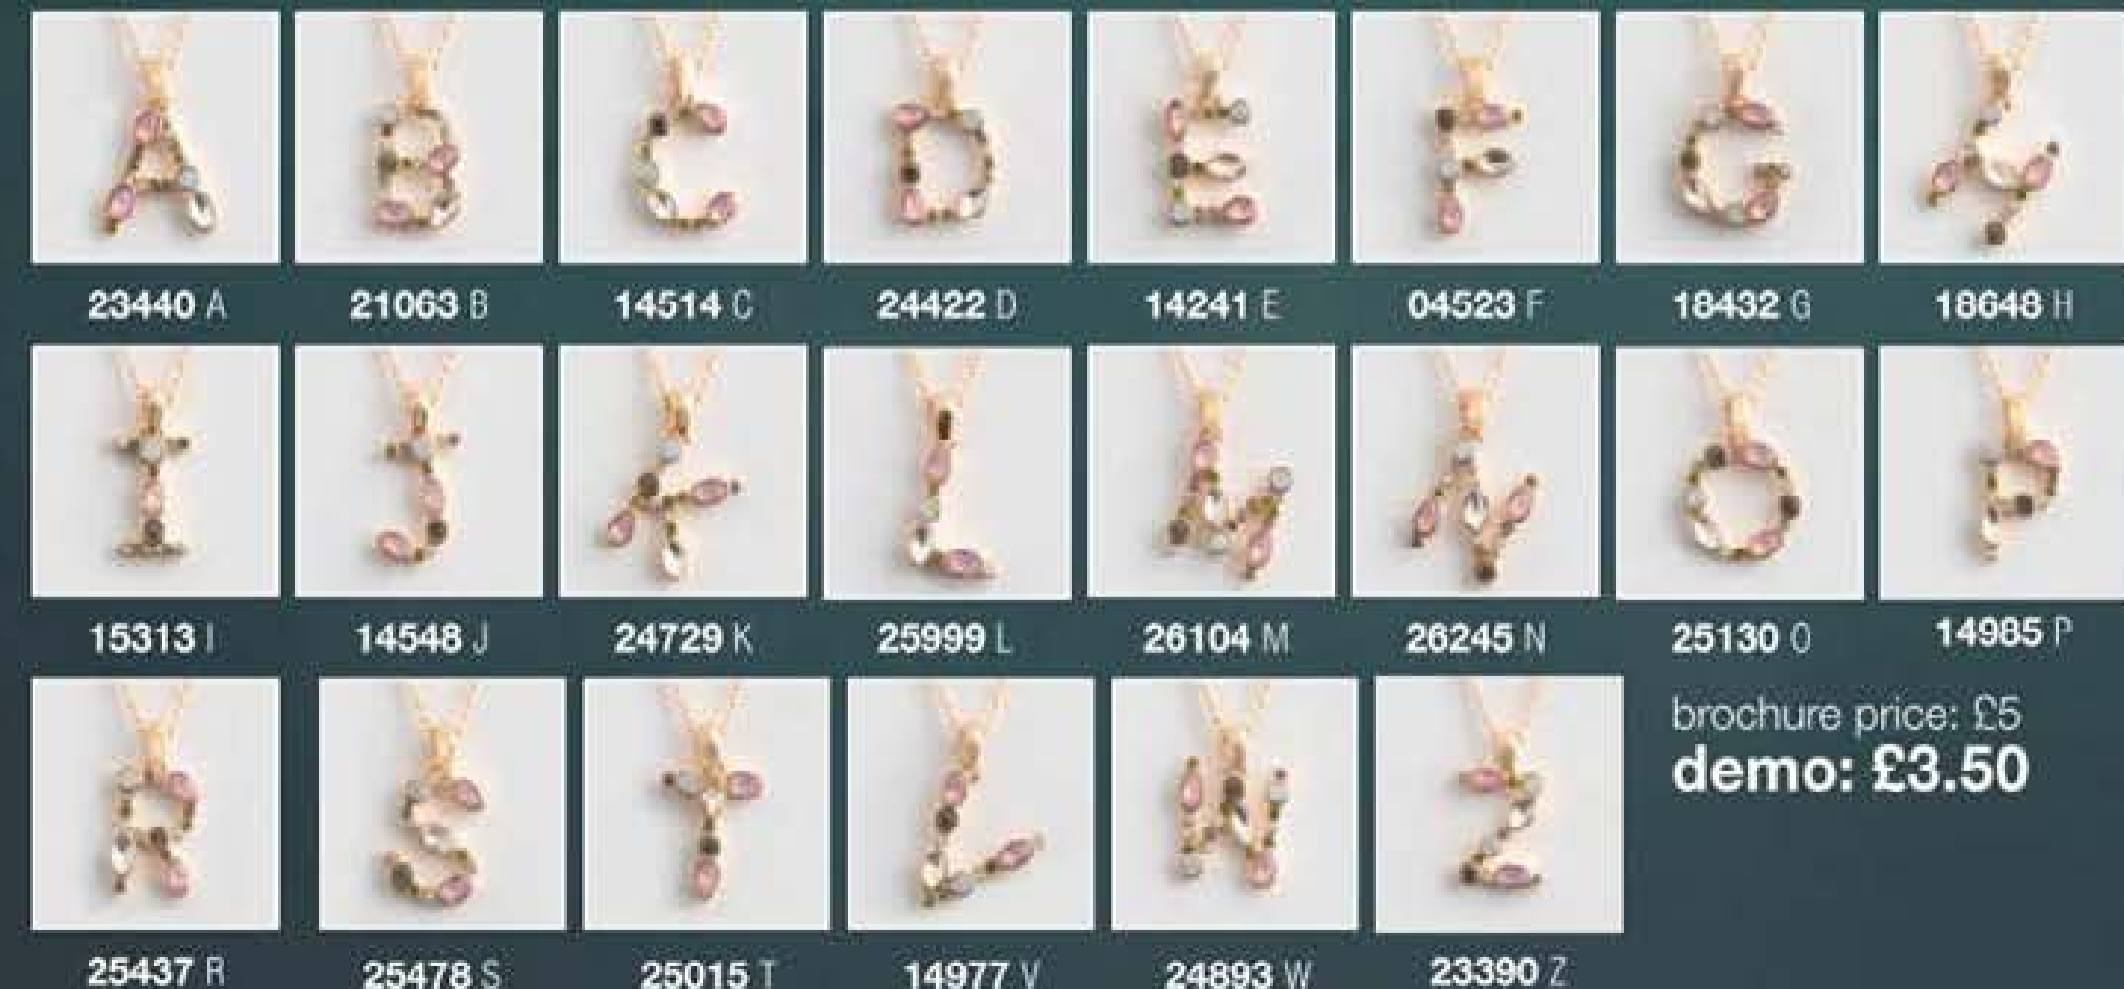 23440 A 21063 B 14514 C 24422 D 14241 E 04523 F 18432 G 18648 H
15313 I 14548 J 24729 K 25999 L 26104 M 26245 N 25130 O 14985 P
brochure price: £5
demo: £3.50
25437 R 25478 S 25015 T 14977 V 24893 W 23390 Z